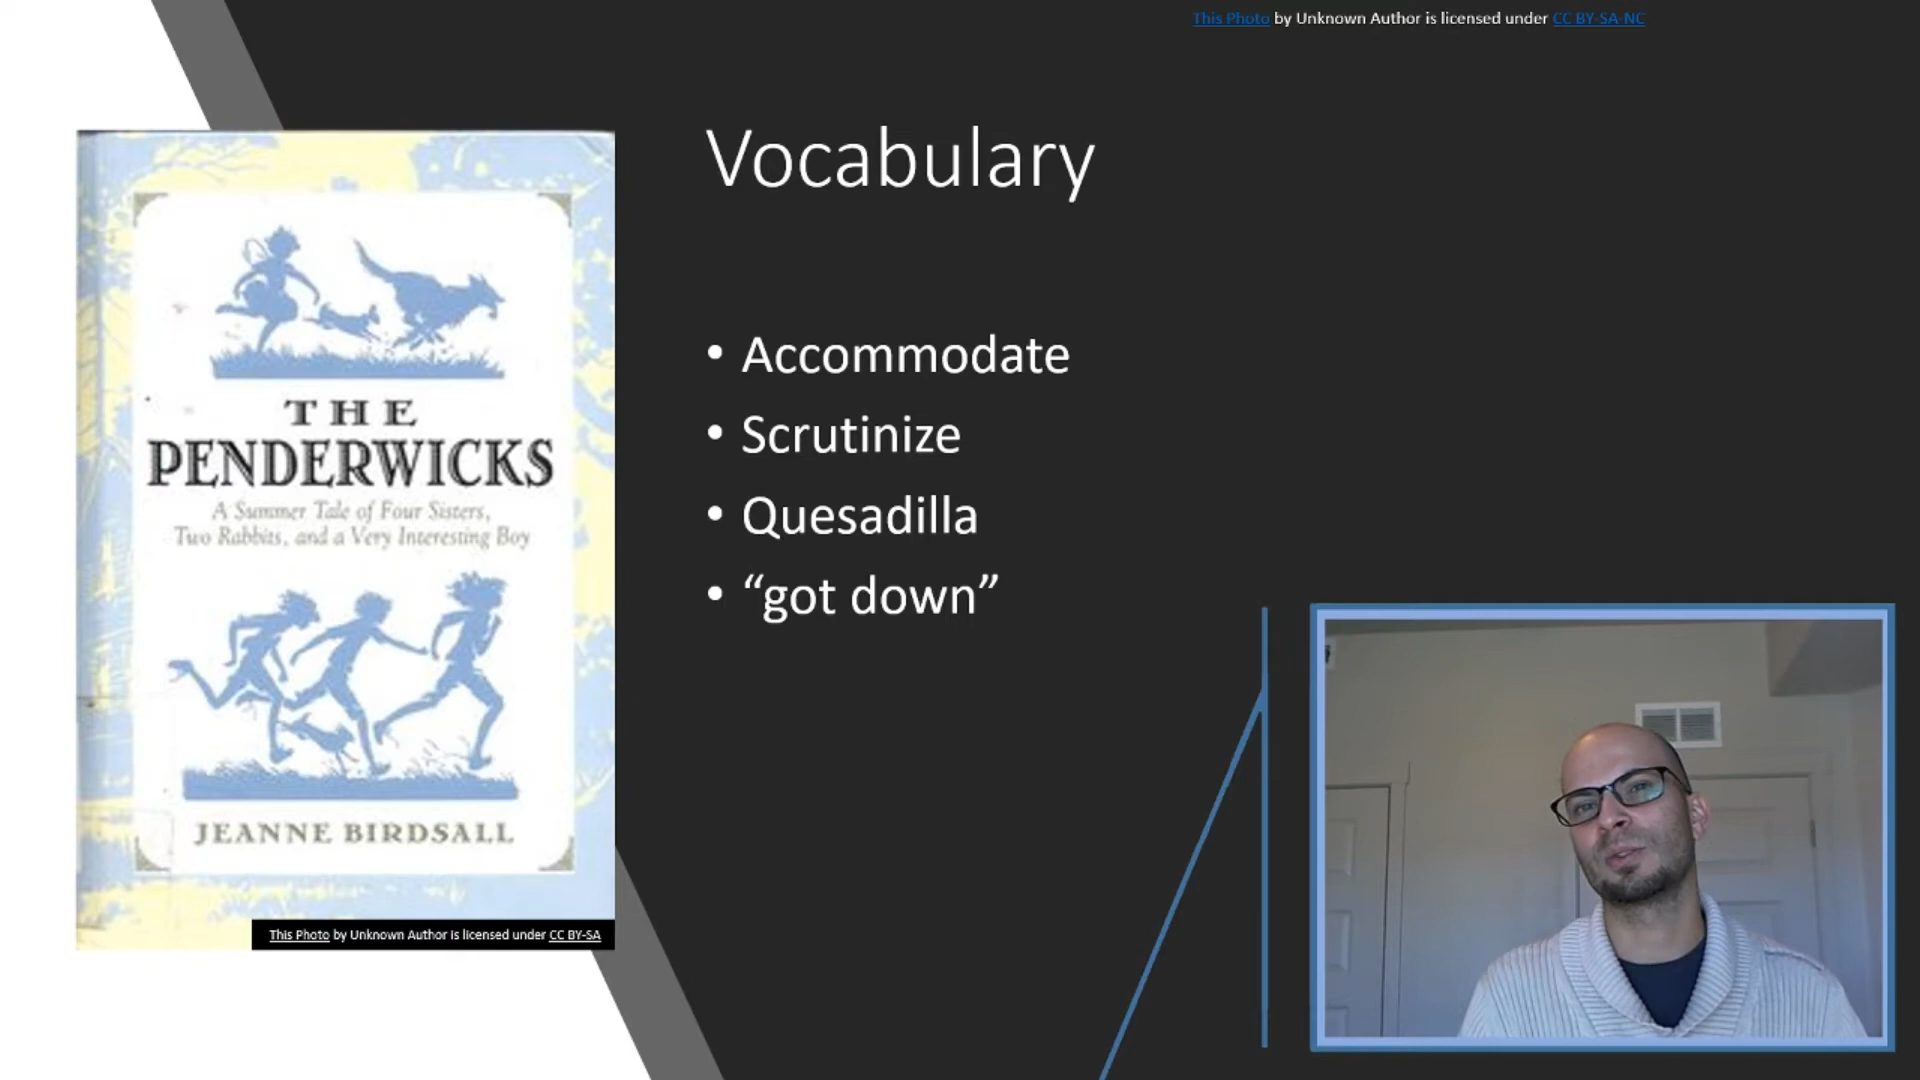 This Photo by Unknown Author is licensed under CC BY-SA-NC
Vocabulary
THE
PENDERWICKS
A Summer Tale of Four Sisters,
Two Rabbits, and a Very Interesting Boy
JEANNE BIRDSALL
This Photo by Unknown Author is licensed under CC BY-SA
• Accommodate
• Scrutinize
• Quesadilla
• “got down”